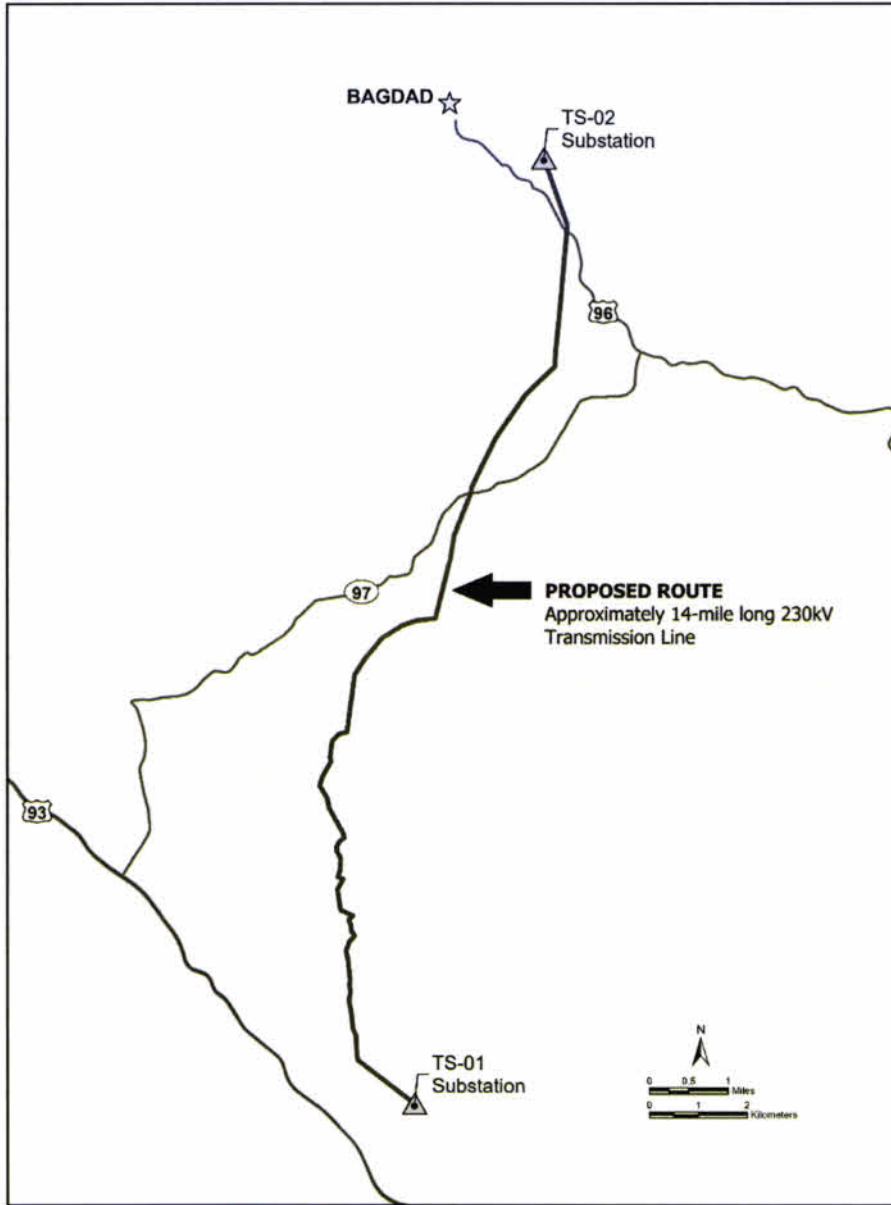 BAGDAD
TS-02
Substation
96
97
PROPOSED ROUTE
Approximately 14-mile long 230kV
Transmission Line
93
TS-01
Substation
N
0 0.5 1
Miles
0 1 2
Kilometers